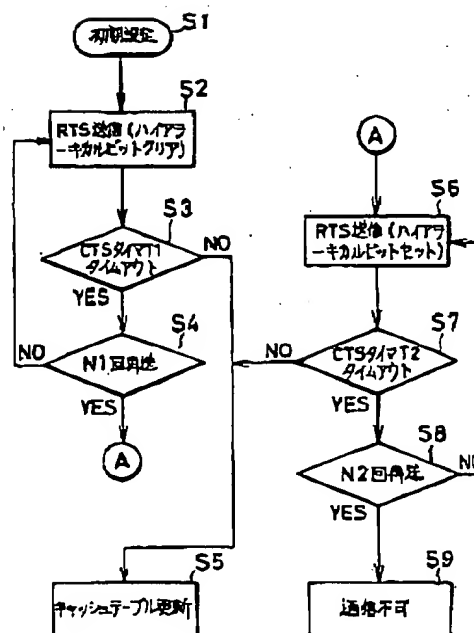 初期設定
S1
S2
RTS送信(ハイアラ
ーキカルビットクリア)
S3
CTSタイマT1
タイムアウト
NO
YES
S4
N1回再送
NO
YES
A
S5
キャッシュテーブル更新
A
S6
RTS送信(ハイアラ
ーキカルビットセット)
S7
CTSタイマT2
タイムアウト
NO
YES
S8
N2回再送
NO
YES
S9
通信不可